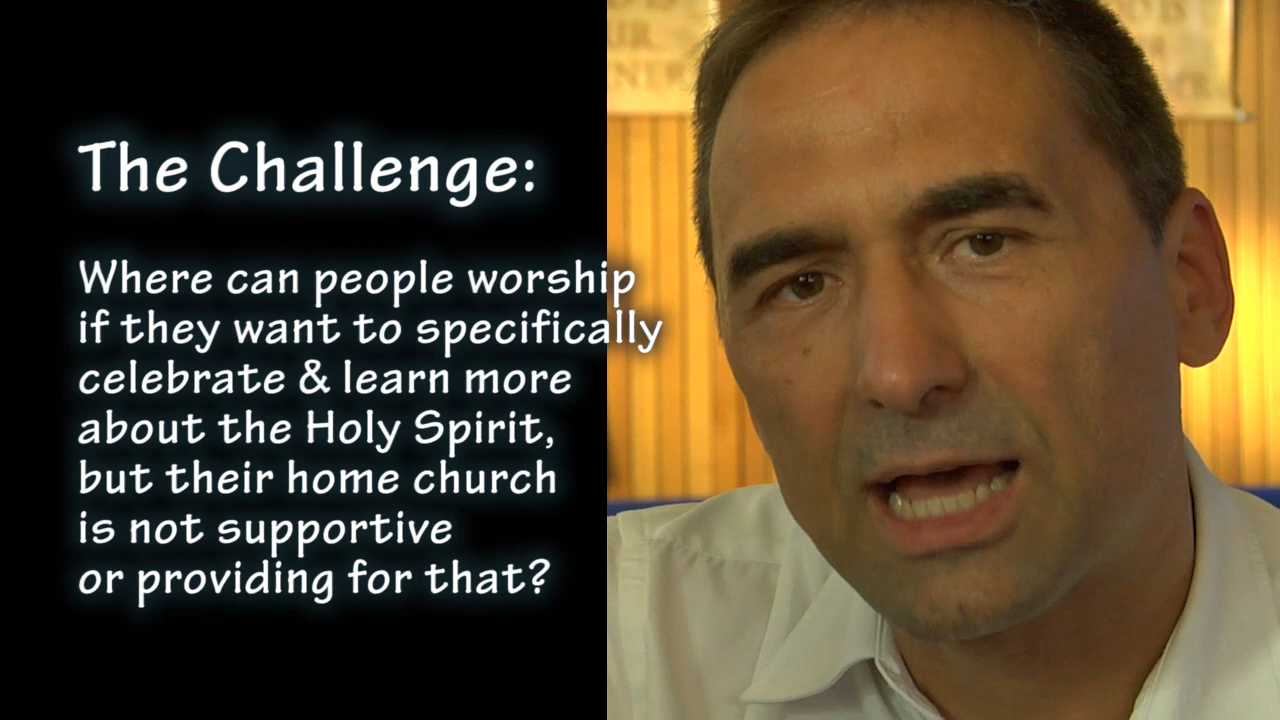 The Challenge:
Where can people worship
if they want to specifically
celebrate & learn more
about the Holy Spirit,
but their home church
is not supportive
or providing for that?